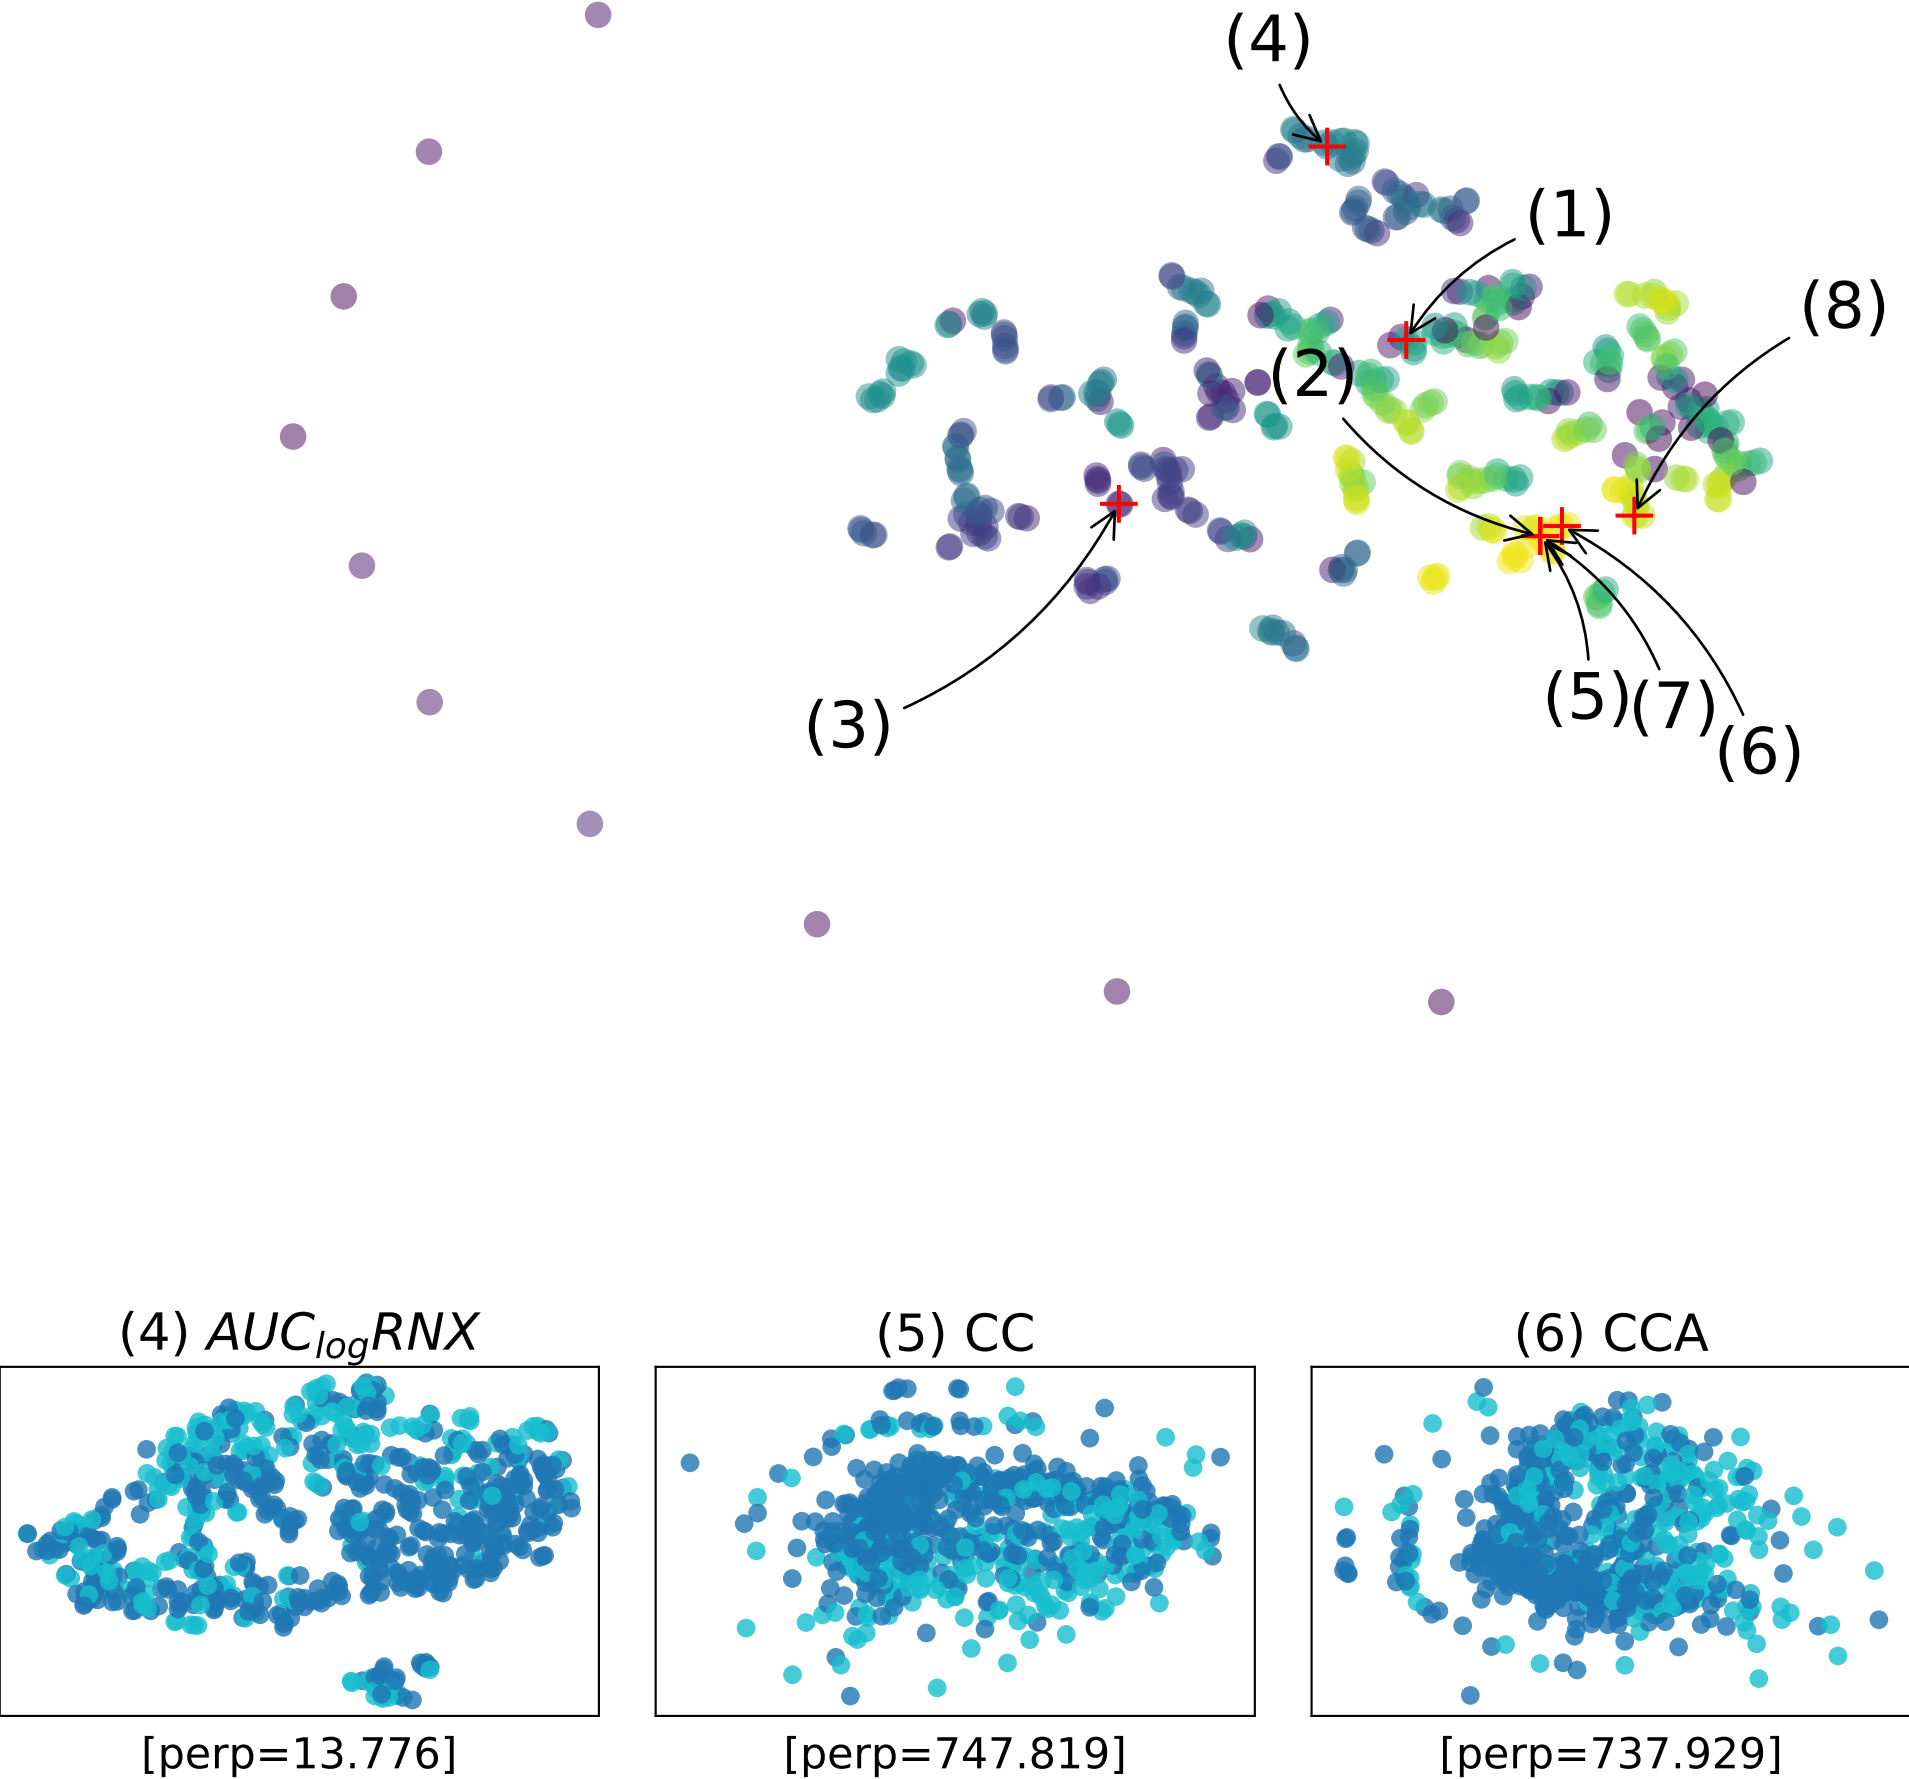 (4)
(1)
(8)
(2)
(3)
(5)
(7)
(6)
(4) AUC_logRNX
(5) CC
(6) CCA
[perp=13.776]
[perp=747.819]
[perp=737.929]